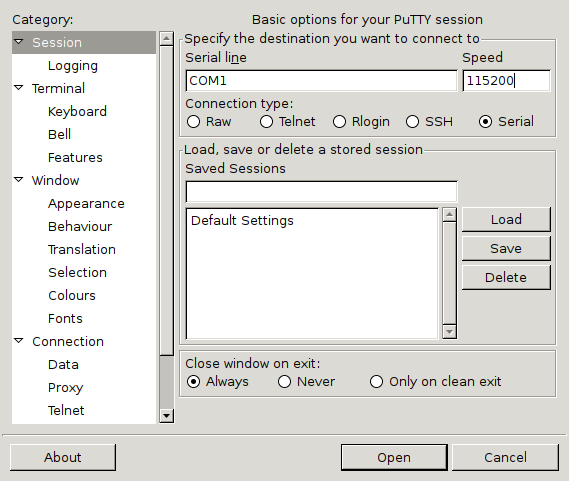 Category:
Session
Logging
Terminal
Keyboard
Bell
Features
Window
Appearance
Behaviour
Translation
Selection
Colours
Fonts
Connection
Data
Proxy
Telnet
Basic options for your PuTTY session
Specify the destination you want to connect to
Serial line Speed
COM1 115200
Connection type:
Raw Telnet Rlogin SSH Serial
Load, save or delete a stored session
Saved Sessions
Default Settings
Load
Save
Delete
Close window on exit:
Always Never Only on clean exit
About Open Cancel